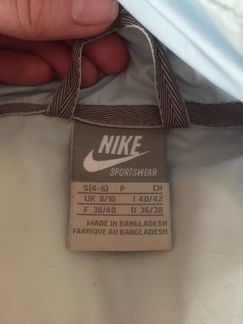 NIKE
SPORTSWEAR
S(4-6) P CH
UK 8/10 I 40/42
F 38/40 D 36/38
MADE IN BANGLADESH
FABRIQUE AU BANGLADESH